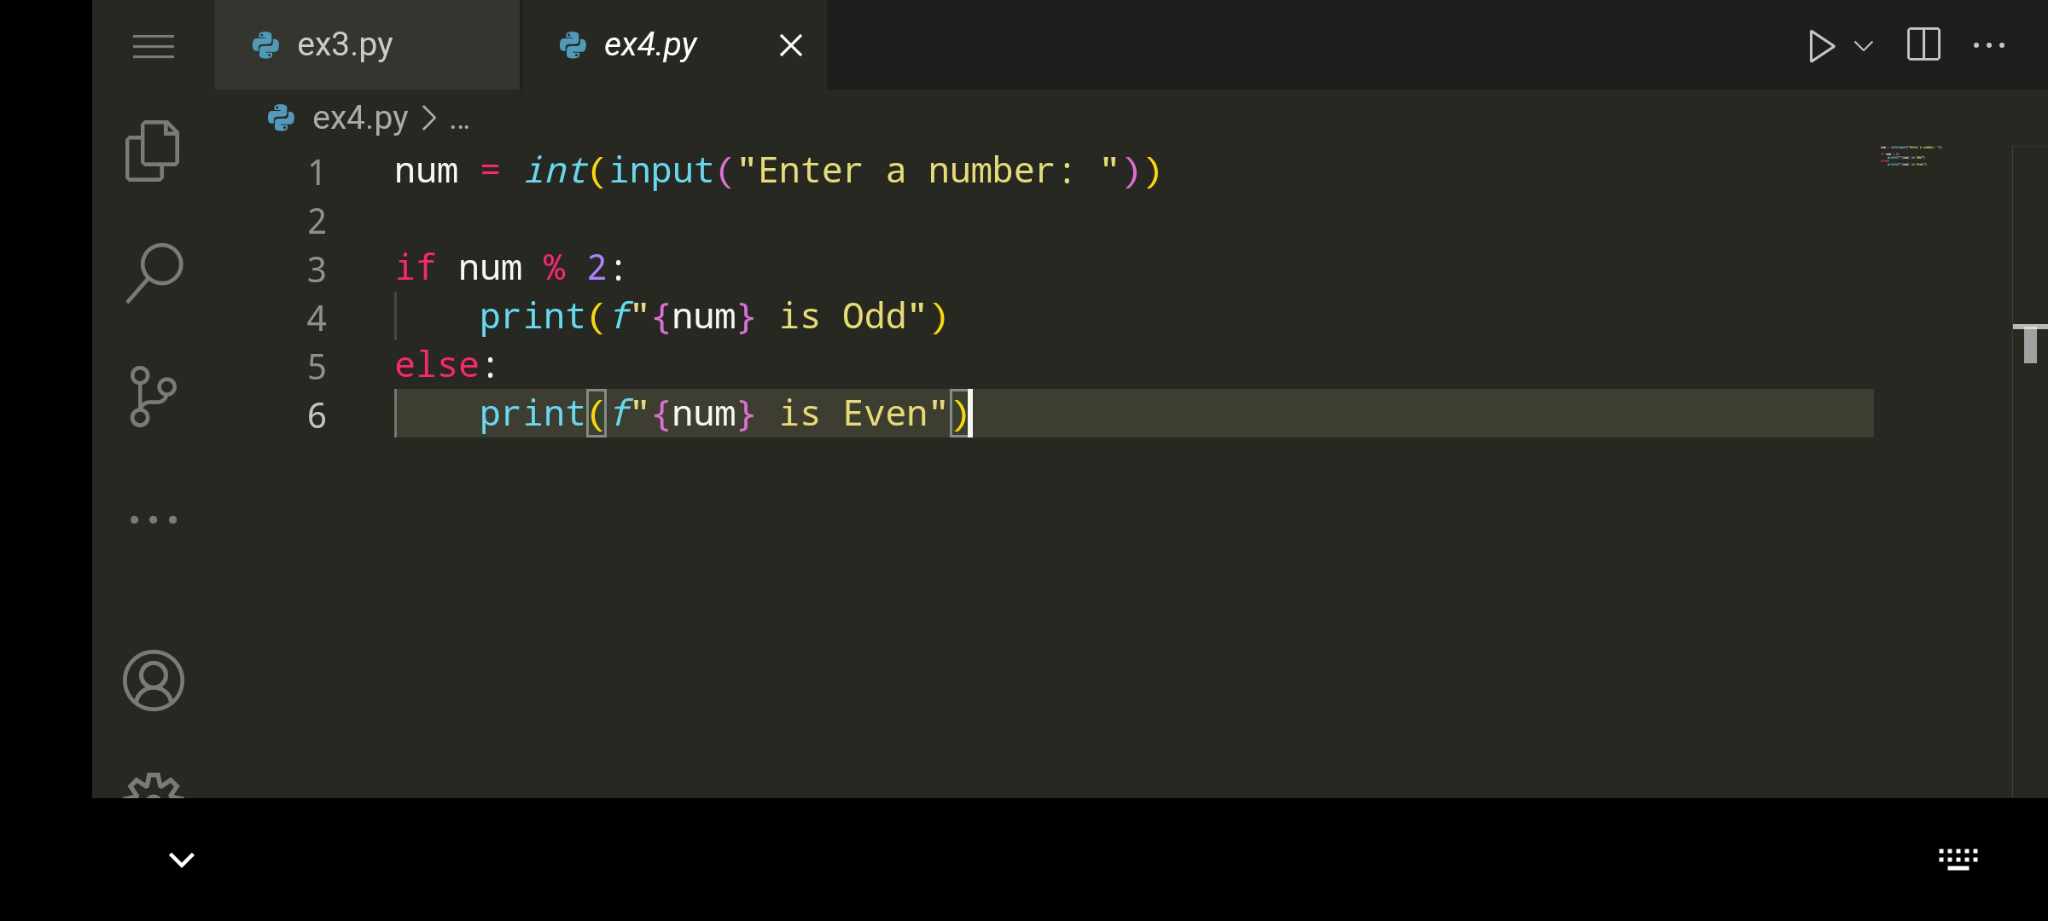 ex3.py ex4.py
ex4.py > ...
1 num = int(input("Enter a number: "))
2
3 if num % 2:
4     print(f"{num} is Odd")
5 else:
6     print(f"{num} is Even")